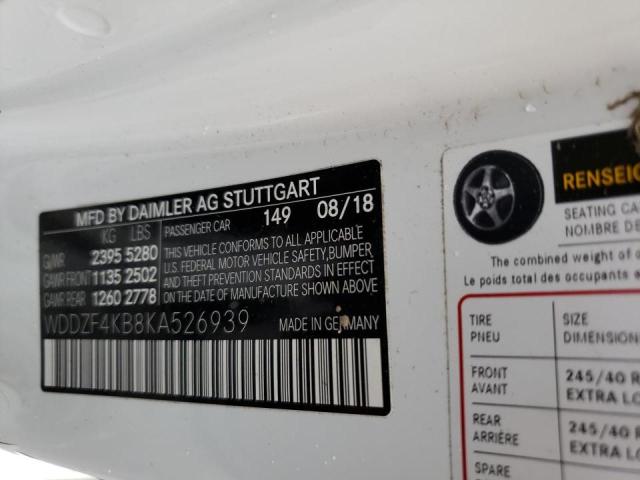 MFD BY DAIMLER AG STUTTGART
KG LBS
GVWR 2395 5280
GAWR FRONT 1135 2502
GAWR REAR 1260 2778
PASSENGER CAR 149 08/18
THIS VEHICLE CONFORMS TO ALL APPLICABLE
U.S. FEDERAL MOTOR VEHICLE SAFETY, BUMPER
AND THEFT PREVENTION STANDARDS IN EFFECT
ON THE DATE OF MANUFACTURE SHOWN ABOVE
WDDZF4KB8KA526939
MADE IN GERMANY
RENSEIG
SEATING CA
NOMBRE DE
The combined weight of
Le poids total des occupants
TIRE SIZE
PNEU DIMENSION
FRONT 245/40 R
AVANT EXTRA LO
REAR 245/40 R
ARRIÈRE EXTRA LO
SPARE